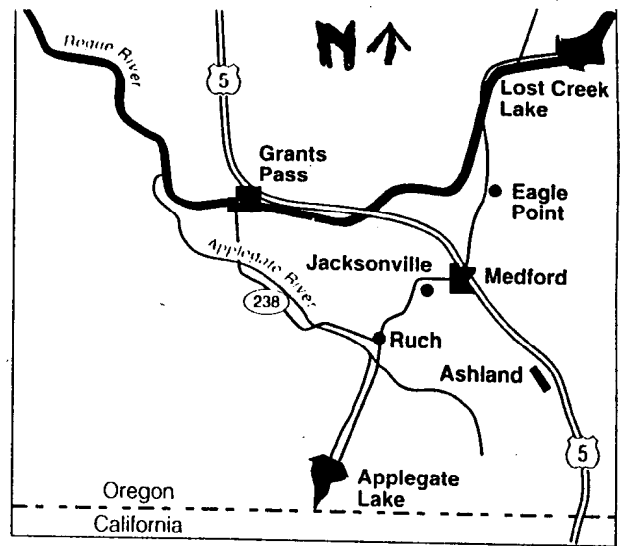 Rogue River
5
N
Lost Creek
Lake
Grants
Pass
Eagle
Point
Applegate River
Jacksonville
Medford
238
Ruch
Ashland
5
Applegate
Lake
Oregon
California